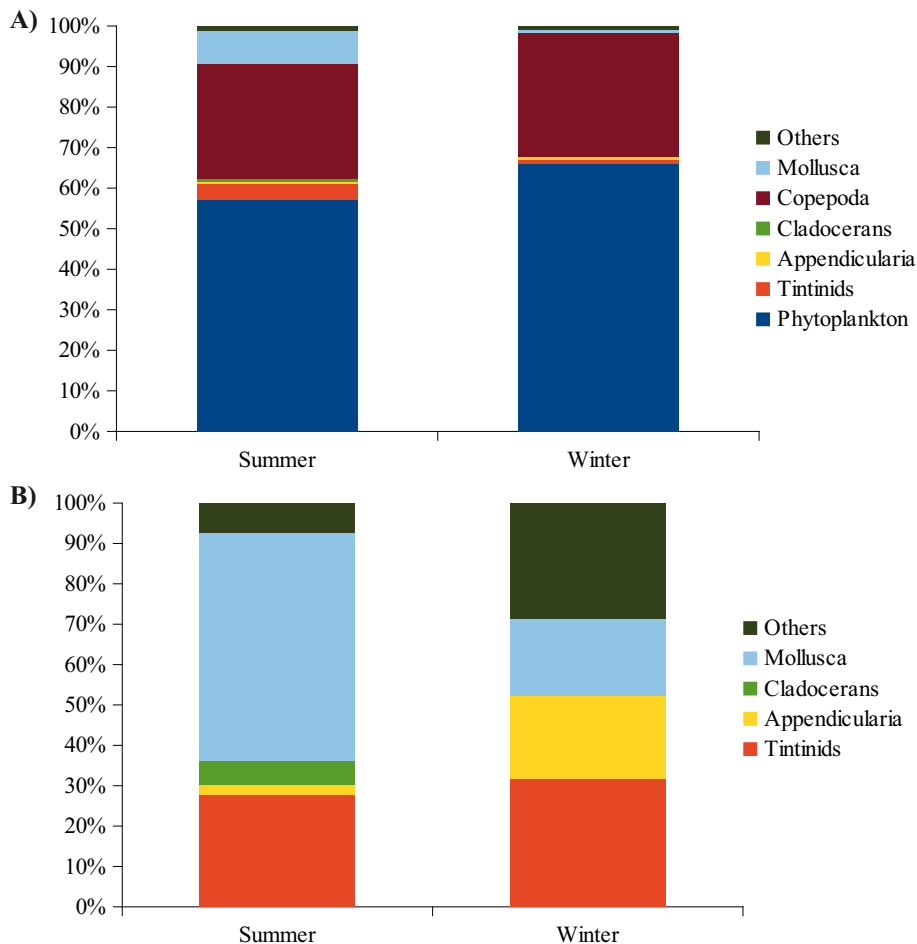 A)
100%
90%
80%
70%
60%
50%
40%
30%
20%
10%
0%
Summer
Winter
Others
Mollusca
Copepoda
Cladocerans
Appendicularia
Tintinids
Phytoplankton
B)
100%
90%
80%
70%
60%
50%
40%
30%
20%
10%
0%
Summer
Winter
Others
Mollusca
Cladocerans
Appendicularia
Tintinids